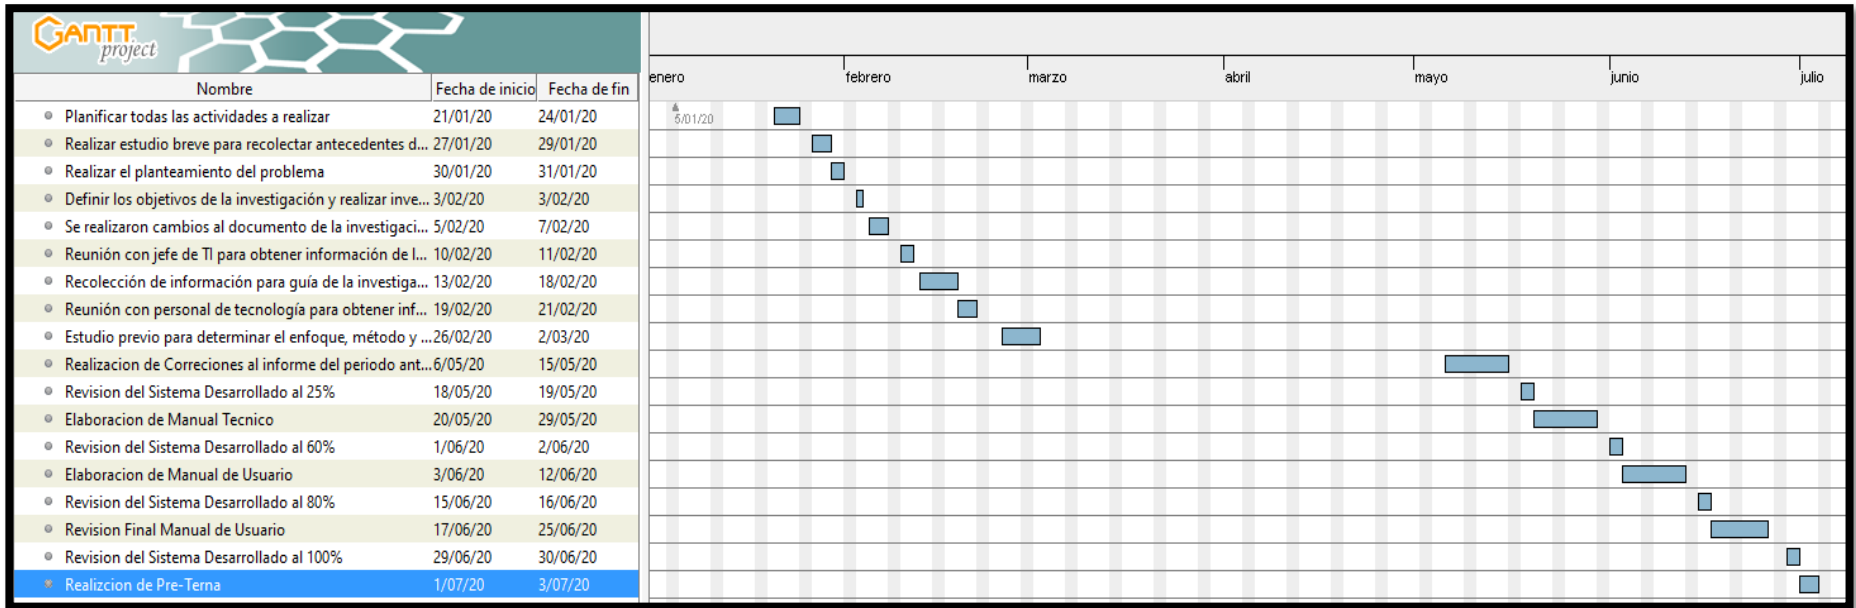 GANTT
project
enero febrero marzo abril mayo junio julio
Nombre Fecha de inicio Fecha de fin
5/01/20
Planificar todas las actividades a realizar 21/01/20 24/01/20
Realizar estudio breve para recolectar antecedentes d... 27/01/20 29/01/20
Realizar el planteamiento del problema 30/01/20 31/01/20
Definir los objetivos de la investigación y realizar inve... 3/02/20 3/02/20
Se realizaron cambios al documento de la investigaci... 5/02/20 7/02/20
Reunión con jefe de TI para obtener información de l... 10/02/20 11/02/20
Recolección de información para guía de la investiga... 13/02/20 18/02/20
Reunión con personal de tecnología para obtener inf... 19/02/20 21/02/20
Estudio previo para determinar el enfoque, método y ... 26/02/20 2/03/20
Realizacion de Correciones al informe del periodo ant... 6/05/20 15/05/20
Revision del Sistema Desarrollado al 25% 18/05/20 19/05/20
Elaboracion de Manual Tecnico 20/05/20 29/05/20
Revision del Sistema Desarrollado al 60% 1/06/20 2/06/20
Elaboracion de Manual de Usuario 3/06/20 12/06/20
Revision del Sistema Desarrollado al 80% 15/06/20 16/06/20
Revision Final Manual de Usuario 17/06/20 25/06/20
Revision del Sistema Desarrollado al 100% 29/06/20 30/06/20
Realizcion de Pre-Terna 1/07/20 3/07/20